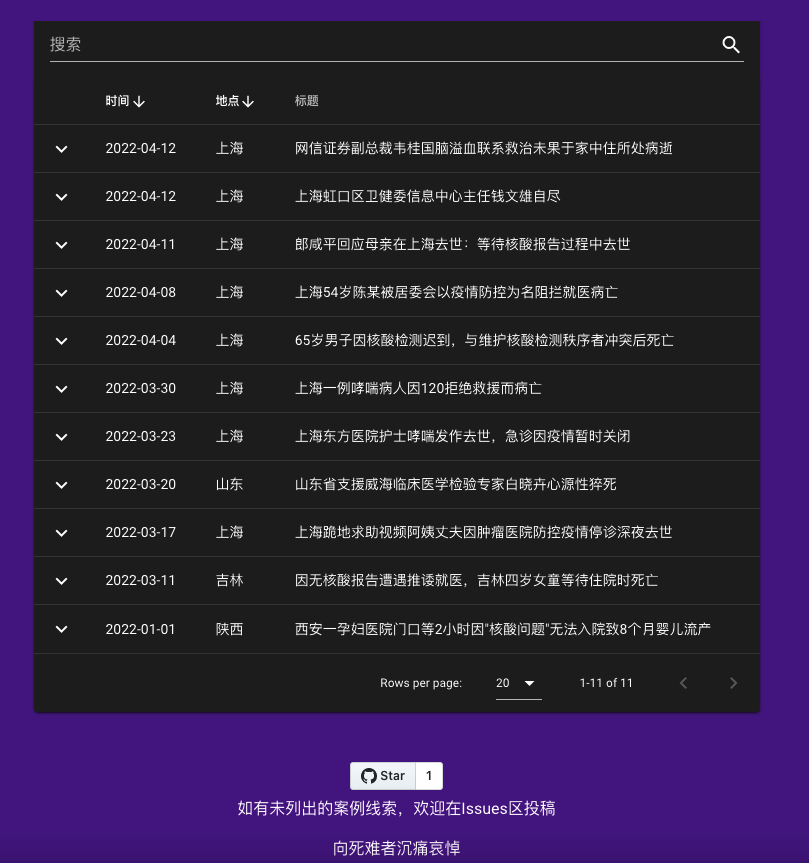 搜索
时间 地点 标题
2022-04-12 上海 网信证券副总裁韦桂国脑溢血联系救治未果于家中住所处病逝
2022-04-12 上海 上海虹口区卫健委信息中心主任钱文雄自尽
2022-04-11 上海 郎咸平回应母亲在上海去世：等待核酸报告过程中去世
2022-04-08 上海 上海54岁陈某被居委会以疫情防控为名阻拦就医病亡
2022-04-04 上海 65岁男子因核酸检测迟到，与维护核酸检测秩序者冲突后死亡
2022-03-30 上海 上海一例哮喘病人因120拒绝救援而病亡
2022-03-23 上海 上海东方医院护士哮喘发作去世，急诊因疫情暂时关闭
2022-03-20 山东 山东省支援威海临床医学检验专家白晓卉心源性猝死
2022-03-17 上海 上海跪地求助视频阿姨丈夫因肿瘤医院防控疫情停诊深夜去世
2022-03-11 吉林 因无核酸报告遭遇推诿就医，吉林四岁女童等待住院时死亡
2022-01-01 陕西 西安一孕妇医院门口等2小时因"核酸问题"无法入院致8个月婴儿流产
Rows per page: 20 1-11 of 11
Star 1
如有未列出的案例线索，欢迎在Issues区投稿
向死难者沉痛哀悼